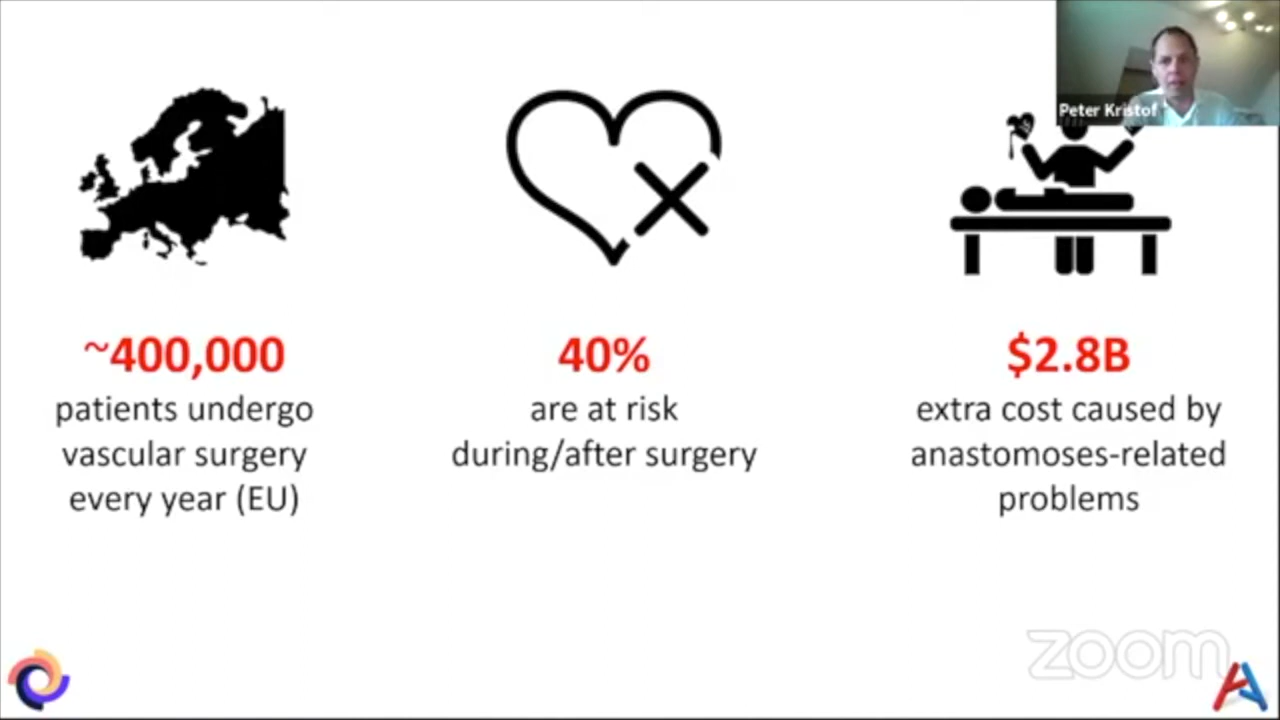 Peter Kristof
~400,000
patients undergo
vascular surgery
every year (EU)
40%
are at risk
during/after surgery
$2.8B
extra cost caused by
anastomoses-related
problems
zoom